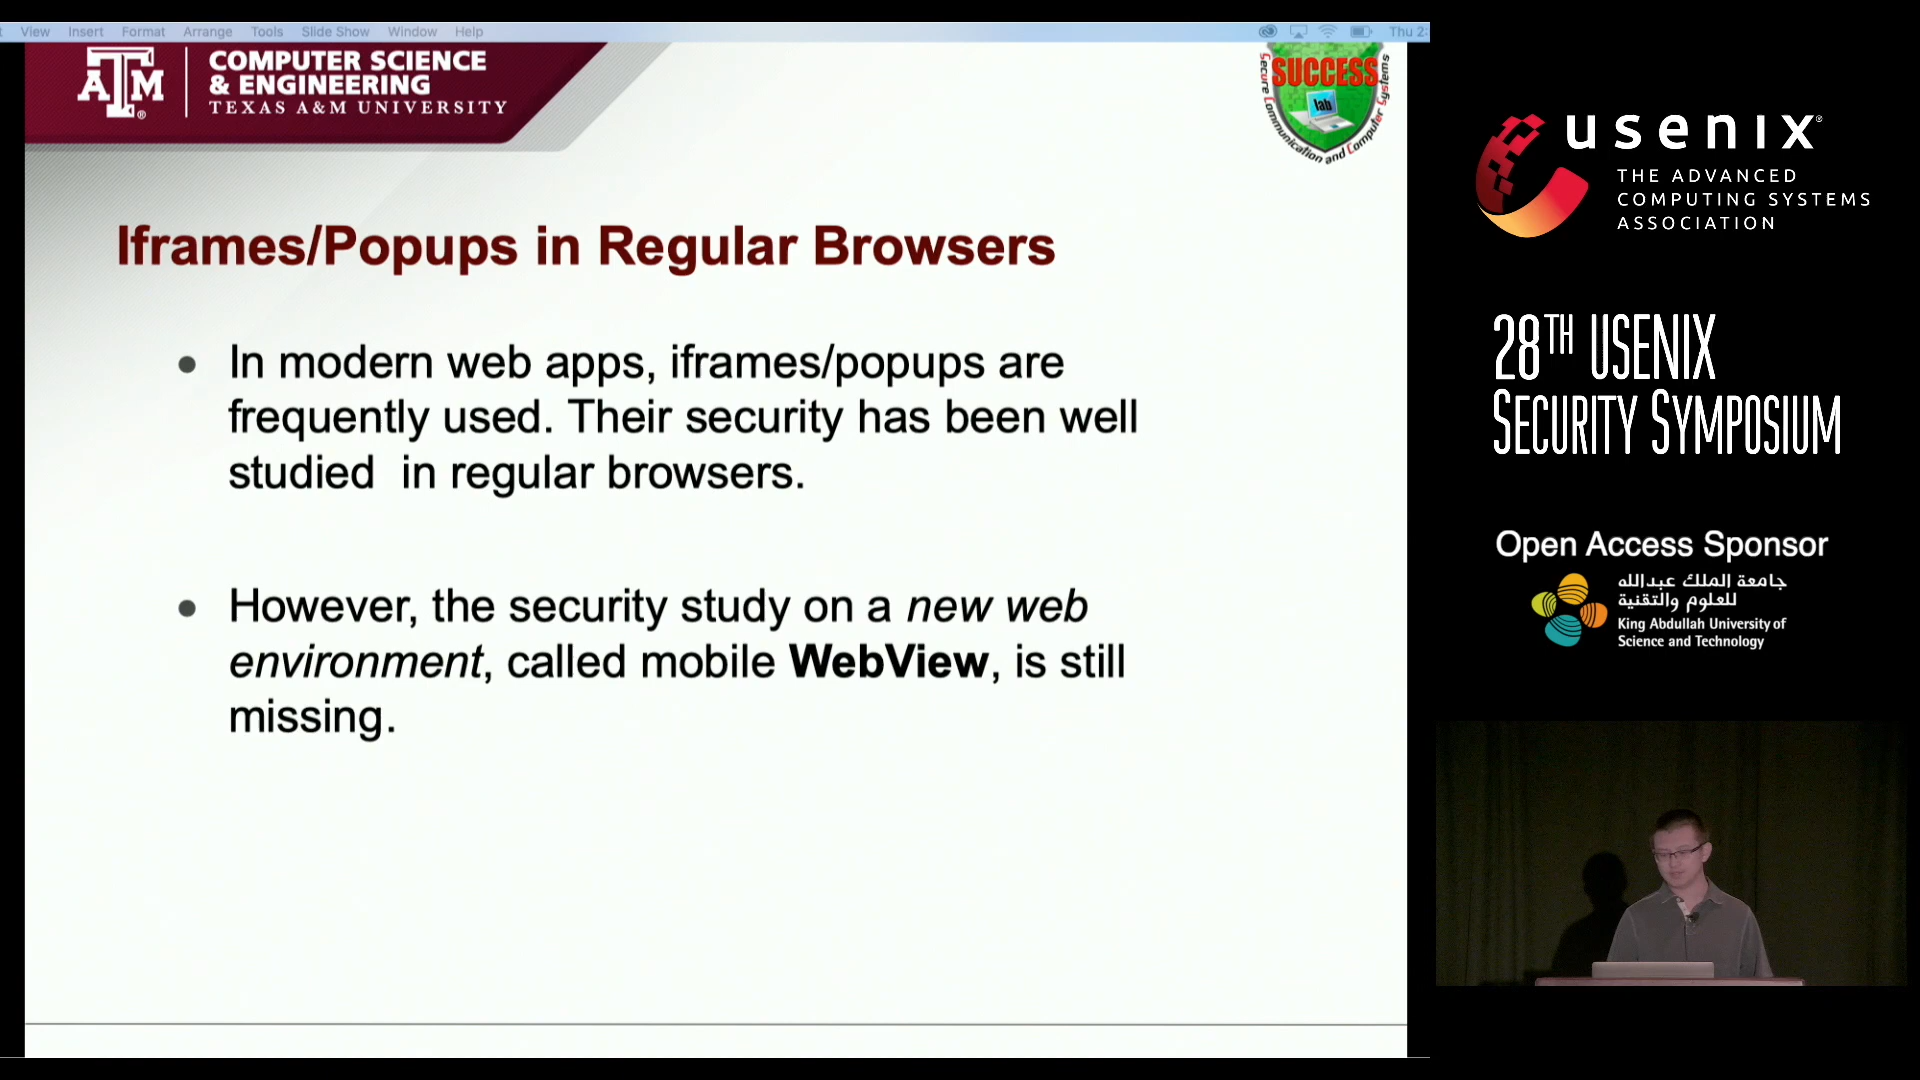 View Insert Format Arrange Tools Slide Show Window Help
Thu 2:
ATM
COMPUTER SCIENCE
& ENGINEERING
TEXAS A&M UNIVERSITY
SUCCESS
lab
Secure Communication and Computer Systems
Iframes/Popups in Regular Browsers
• In modern web apps, iframes/popups are
frequently used. Their security has been well
studied in regular browsers.
• However, the security study on a new web
environment, called mobile WebView, is still
missing.
usenix®
THE ADVANCED
COMPUTING SYSTEMS
ASSOCIATION
28TH USENIX
SECURITY SYMPOSIUM
Open Access Sponsor
جامعة الملك عبدالله
للعلوم والتقنية
King Abdullah University of
Science and Technology